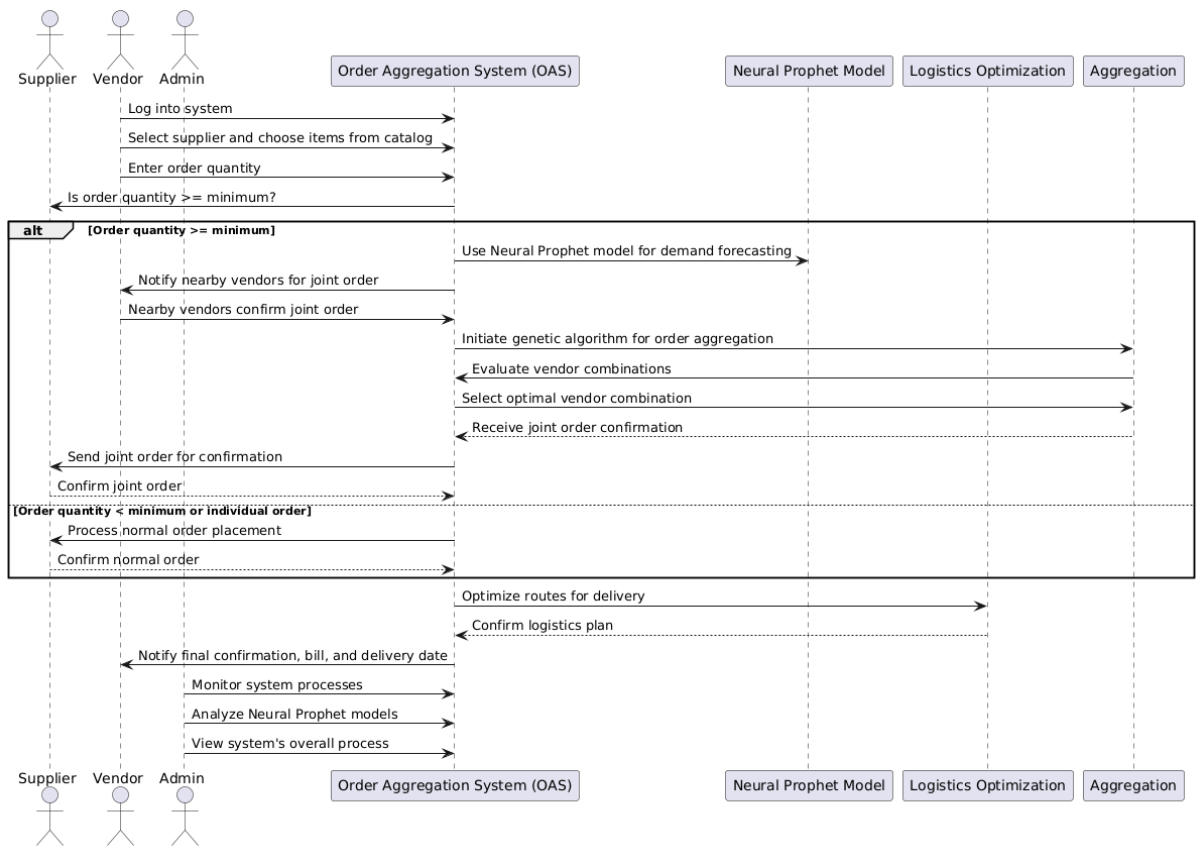 Supplier
Vendor
Admin
Order Aggregation System (OAS)
Neural Prophet Model
Logistics Optimization
Aggregation
Log into system
Select supplier and choose items from catalog
Enter order quantity
Is order quantity >= minimum?
alt
[Order quantity >= minimum]
Use Neural Prophet model for demand forecasting
Notify nearby vendors for joint order
Nearby vendors confirm joint order
Initiate genetic algorithm for order aggregation
Evaluate vendor combinations
Select optimal vendor combination
Receive joint order confirmation
Send joint order for confirmation
Confirm joint order
[Order quantity < minimum or individual order]
Process normal order placement
Confirm normal order
Optimize routes for delivery
Confirm logistics plan
Notify final confirmation, bill, and delivery date
Monitor system processes
Analyze Neural Prophet models
View system's overall process
Supplier
Vendor
Admin
Order Aggregation System (OAS)
Neural Prophet Model
Logistics Optimization
Aggregation